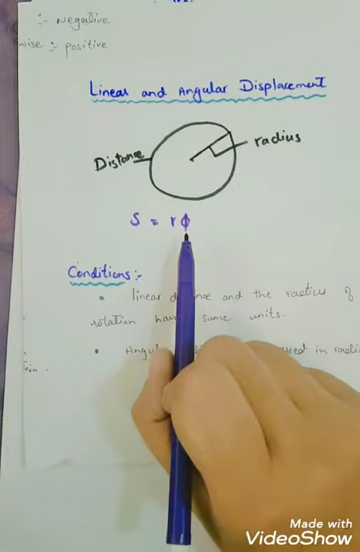 :- negative
wise :- positive
Linear and Angular Displacement
Distance
radius
S = rϕ
Conditions:-
• linear and the radius of
rotation have same units.
• Angul in radi
Made with
VideoShow